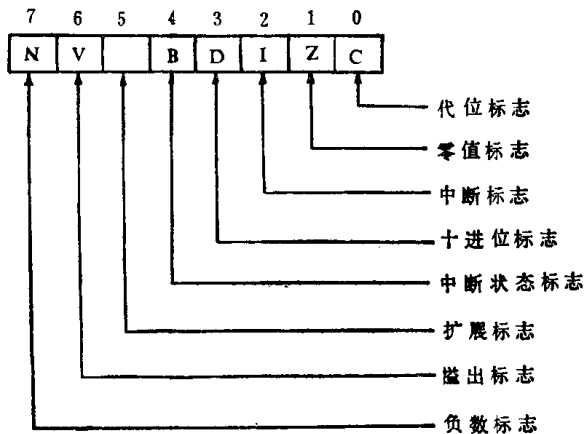 7 6 5 4 3 2 1 0
N V B D I Z C
代位标志
零值标志
中断标志
十进位标志
中断状态标志
扩展标志
溢出标志
负数标志